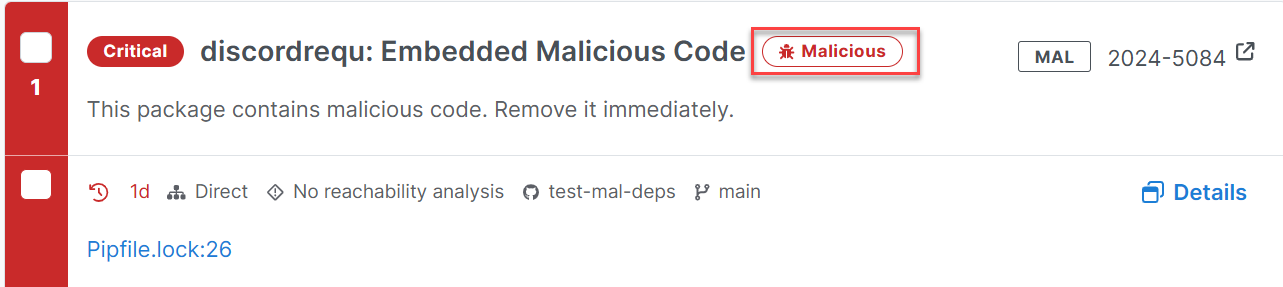 Critical discordrequ: Embedded Malicious Code Malicious MAL 2024-5084
1
This package contains malicious code. Remove it immediately.
1d Direct No reachability analysis test-mal-deps main Details
Pipfile.lock:26